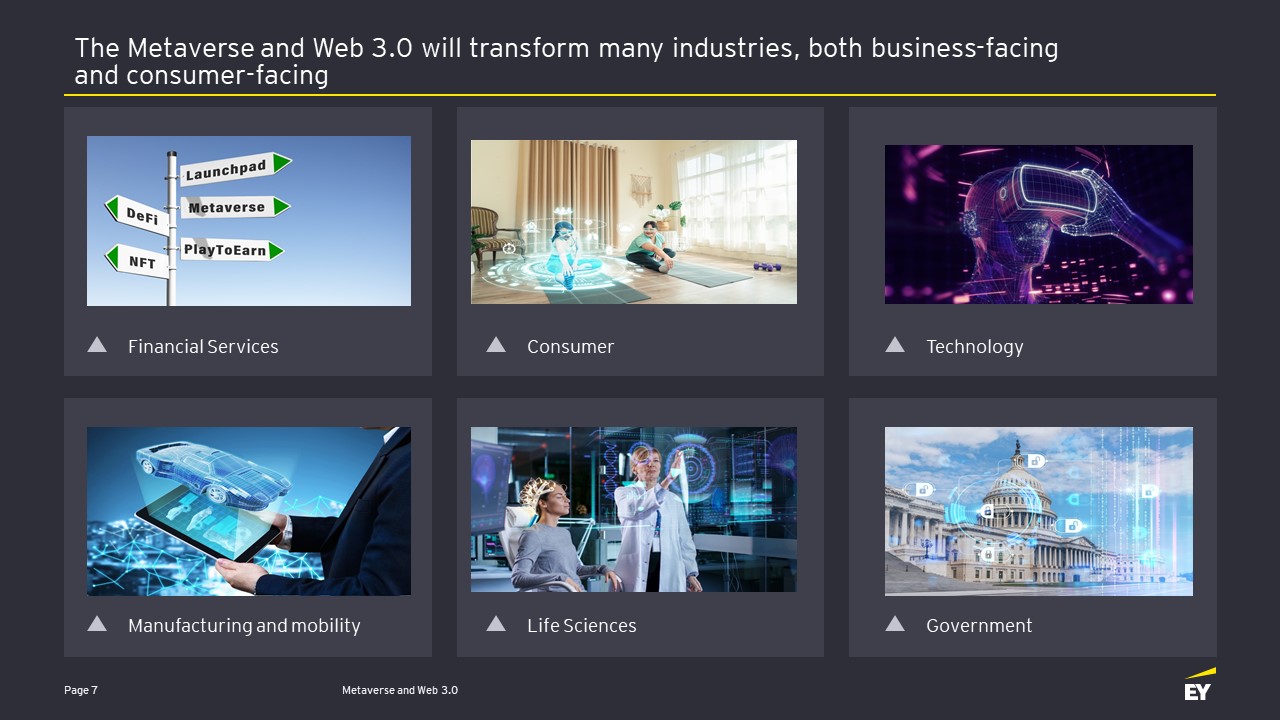 The Metaverse and Web 3.0 will transform many industries, both business-facing
and consumer-facing
Launchpad
DeFi
Metaverse
NFT
PlayToEarn
Financial Services
Consumer
Technology
Manufacturing and mobility
Life Sciences
Government
Page 7
Metaverse and Web 3.0
EY